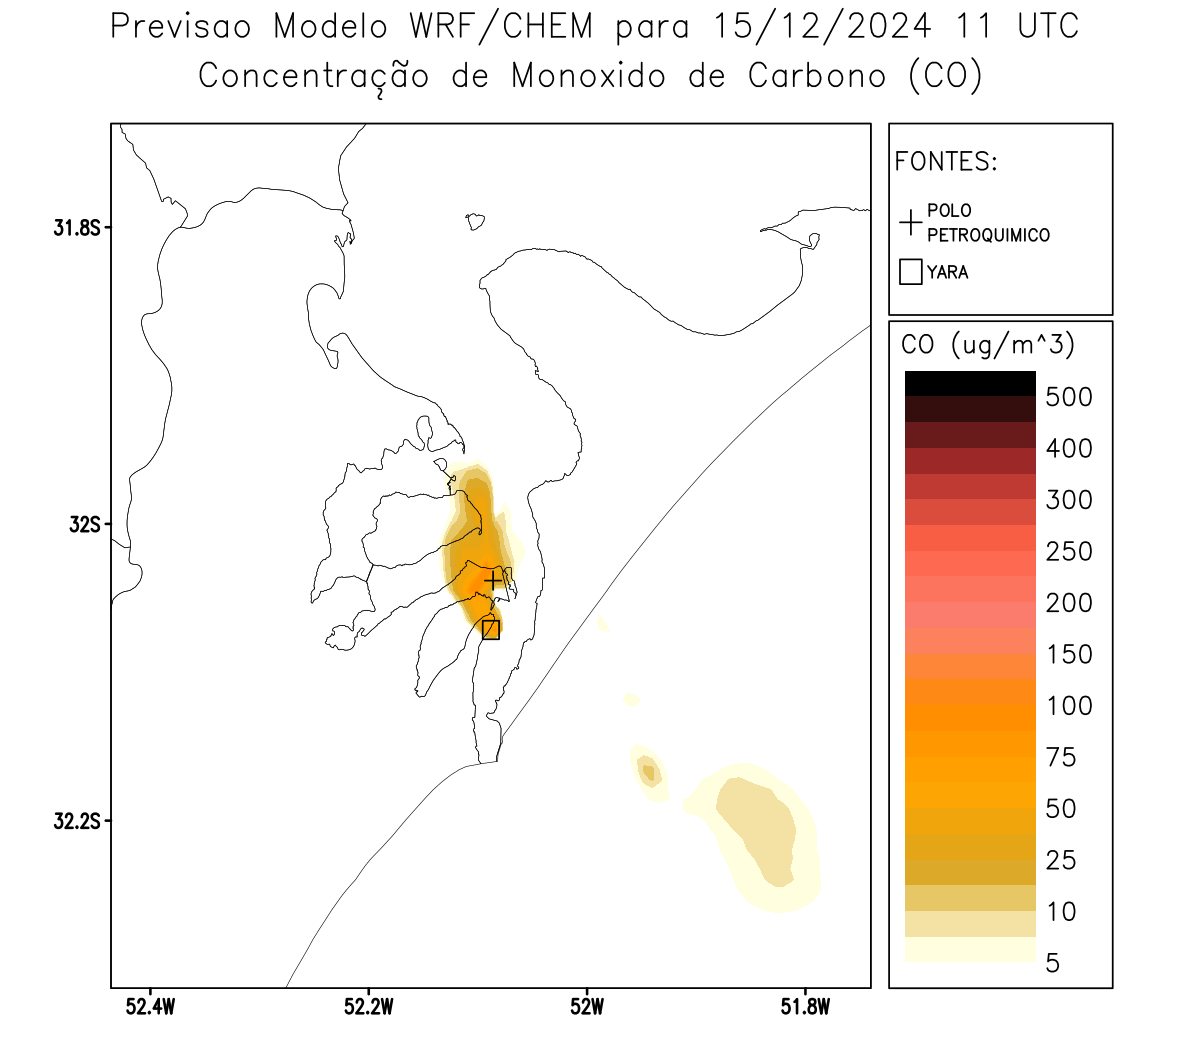 Previsao Modelo WRF/CHEM para 15/12/2024 11 UTC
Concentração de Monoxido de Carbono (CO)
FONTES:
POLO
PETROQUIMICO
YARA
CO (ug/m^3)
500
400
300
250
200
150
100
75
50
25
10
5
31.8S
32S
32.2S
52.4W
52.2W
52W
51.8W